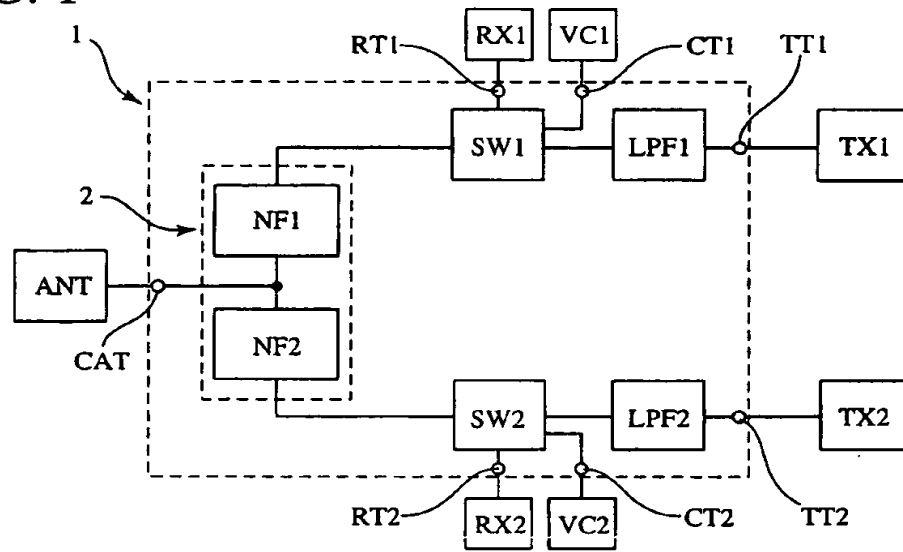 1
RT1
RX1
VC1
CT1
TT1
SW1
LPF1
TX1
2
NF1
ANT
CAT
NF2
SW2
LPF2
TX2
RT2
RX2
VC2
CT2
TT2